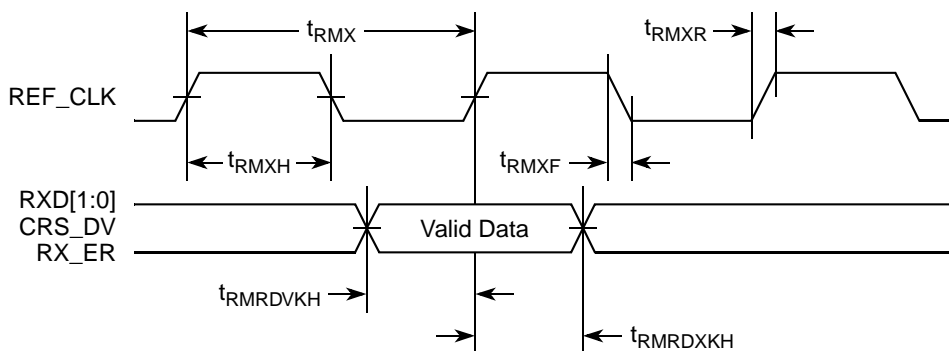 tRMX
tRMXR
REF_CLK
tRMXH
tRMXF
RXD[1:0]
CRS_DV
RX_ER
Valid Data
tRMRDVKH
tRMRDXKH